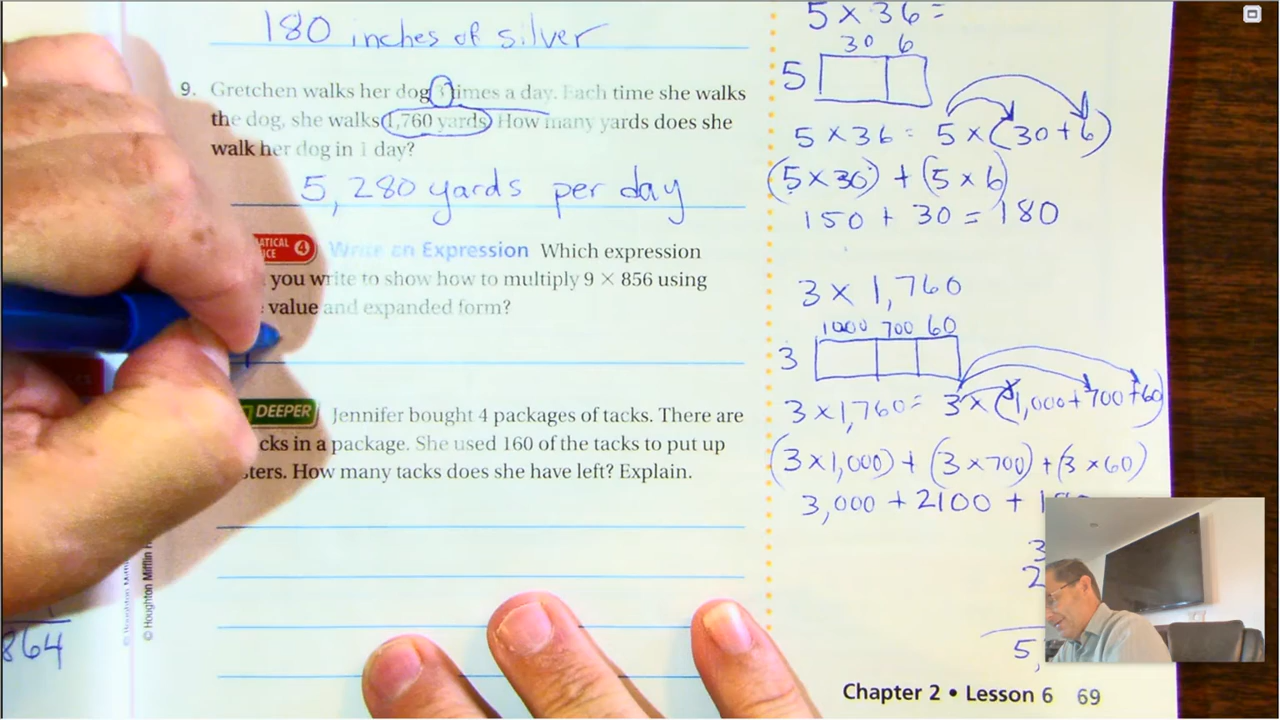 180 inches of silver
9. Gretchen walks her dog 3 times a day. Each time she walks
the dog, she walks 1,760 yards. How many yards does she
walk her dog in 1 day?
5,280 yards per day
4 Write an Expression Which expression
you write to show how to multiply 9 × 856 using
value and expanded form?
DEEPER Jennifer bought 4 packages of tacks. There are
in a package. She used 160 of the tacks to put up
How many tacks does she have left? Explain.
864
© Houghton Mifflin
5 × 36 =
30 6
5
5 × 36 = 5 × (30 + 6)
(5 × 30) + (5 × 6)
150 + 30 = 180
3 × 1,760
1000 700 60
3
3 × 1,760 = 3 × (1,000 + 700 + 60)
(3 × 1,000) + (3 × 700) + (3 × 60)
3,000 + 2100 +
5,
Chapter 2 • Lesson 6 69